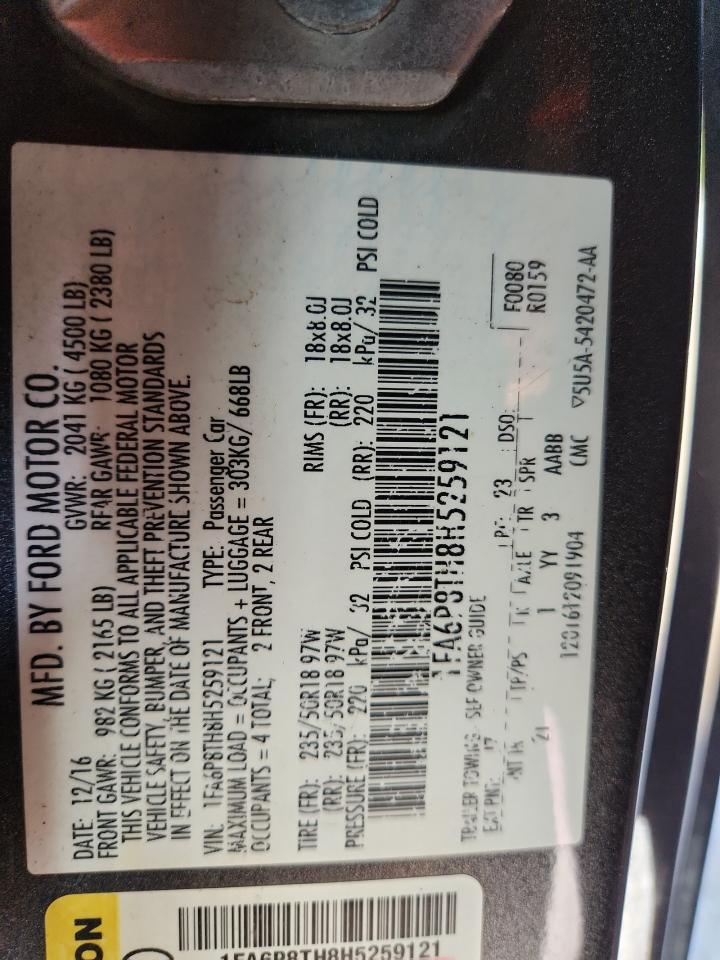 MFD. BY FORD MOTOR CO.
DATE: 12/16 GVWR: 2041 KG ( 4500 LB)
FRONT GAWR: 982 KG ( 2165 LB) REAR GAWR: 1080 KG ( 2380 LB)
THIS VEHICLE CONFORMS TO ALL APPLICABLE FEDERAL MOTOR
VEHICLE SAFETY, BUMPER, AND THEFT PREVENTION STANDARDS
IN EFFECT ON THE DATE OF MANUFACTURE SHOWN ABOVE.
VIN: 1FA6P8TH8H5259121 TYPE: Passenger Car
MAXIMUM LOAD = OCCUPANTS + LUGGAGE = 303KG/ 668LB
OCCUPANTS = 4 TOTAL; 2 FRONT, 2 REAR
TIRE (FR): 235/50R18 97W RIMS (FR): 18x8.0J
(RR): 235/50R18 97W (RR): 18x8.0J
PRESSURE (FR): 220 kPa/ 32 PSI COLD (RR): 220 kPa/ 32 PSI COLD
1FA6P8TH8H5259121
TRAILER TOWING- SEE OWNER GUIDE
EXT PNT: 23 DSO: F0080
TP/PS AXLE TR SPR R0159
21 1 YY 3 AABB
1201612091904 CMC ▽5U5A-5420472-AA
ON
1FA6P8TH8H5259121